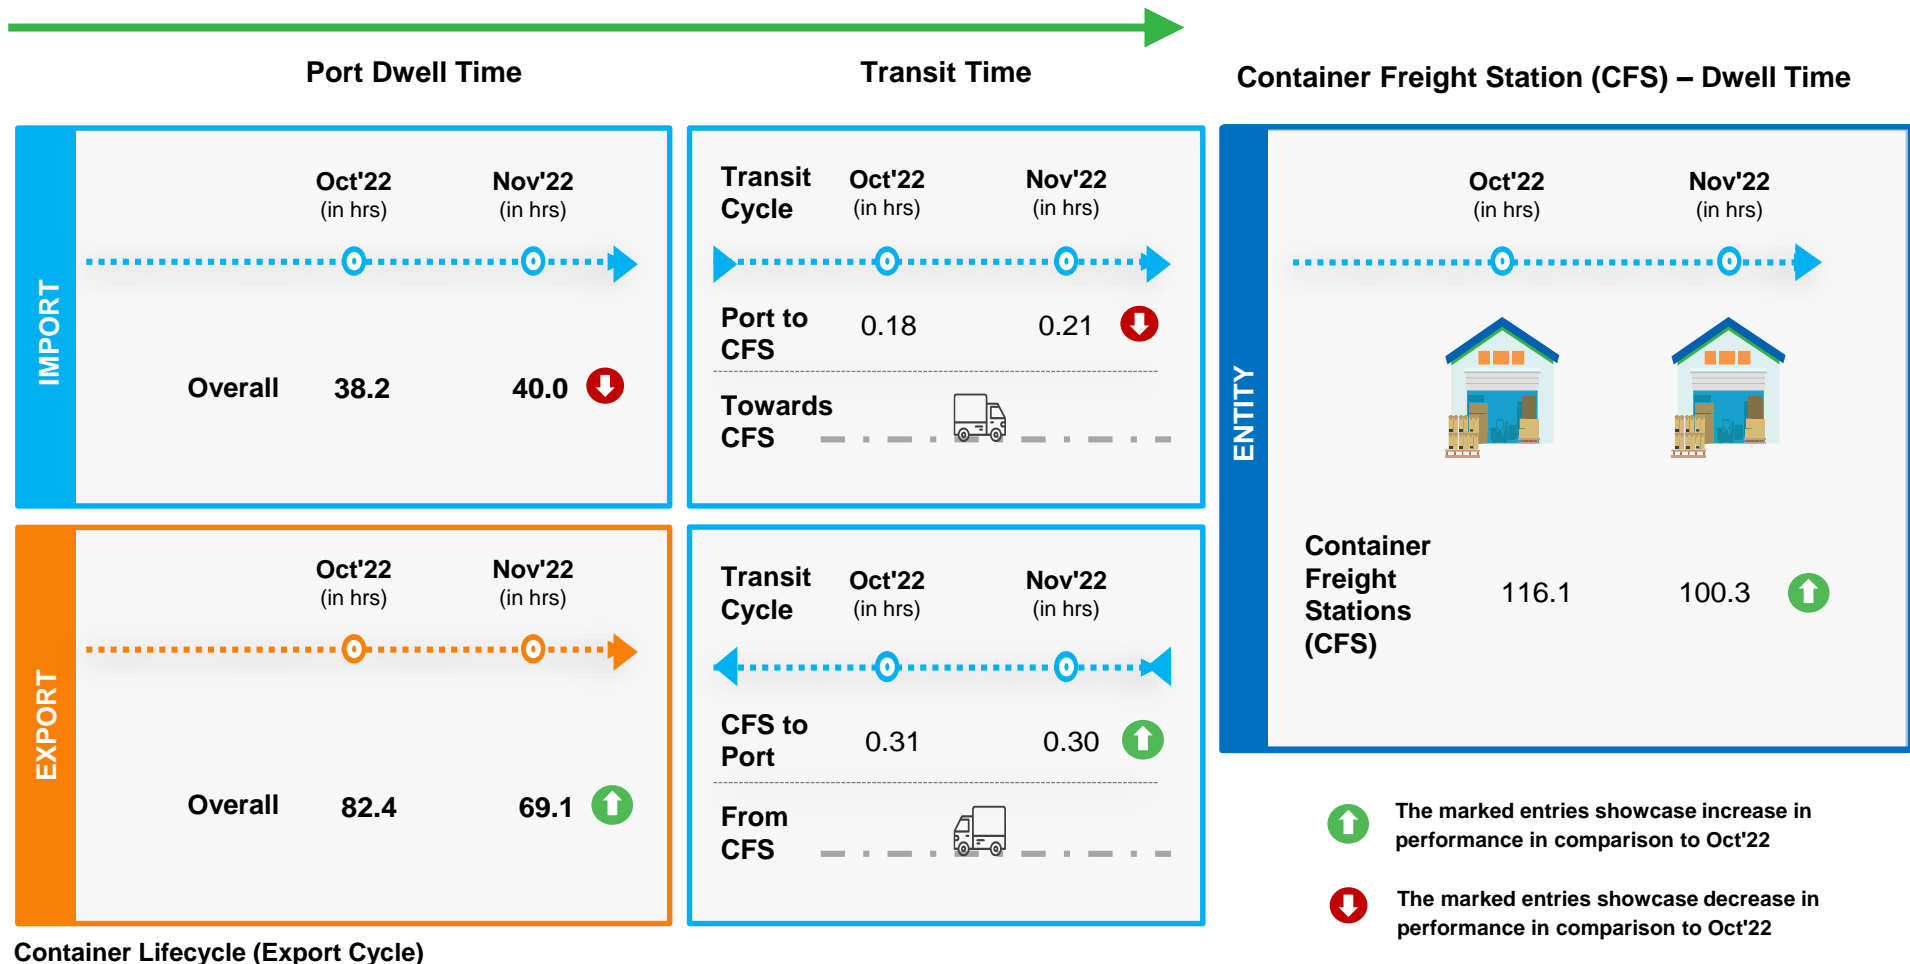 Port Dwell Time
Transit Time
Container Freight Station (CFS) – Dwell Time
IMPORT
Oct'22
(in hrs)
Nov'22
(in hrs)
Overall 38.2 40.0
Transit
Cycle
Oct'22
(in hrs)
Nov'22
(in hrs)
Port to
CFS
0.18 0.21
Towards
CFS
ENTITY
Oct'22
(in hrs)
Nov'22
(in hrs)
Container
Freight
Stations
(CFS)
116.1 100.3
EXPORT
Oct'22
(in hrs)
Nov'22
(in hrs)
Overall 82.4 69.1
Transit
Cycle
Oct'22
(in hrs)
Nov'22
(in hrs)
CFS to
Port
0.31 0.30
From
CFS
The marked entries showcase increase in
performance in comparison to Oct'22
The marked entries showcase decrease in
performance in comparison to Oct'22
Container Lifecycle (Export Cycle)